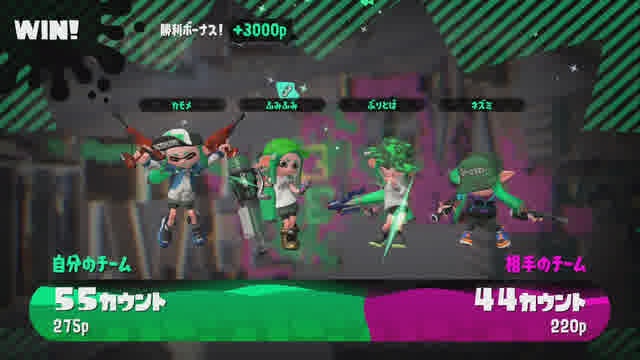 WIN!
勝利ボーナス! +3000p
カモメ
ふみふみ
ぷりとば
ネズミ
自分のチーム
55カウント
275p
相手のチーム
44カウント
220p